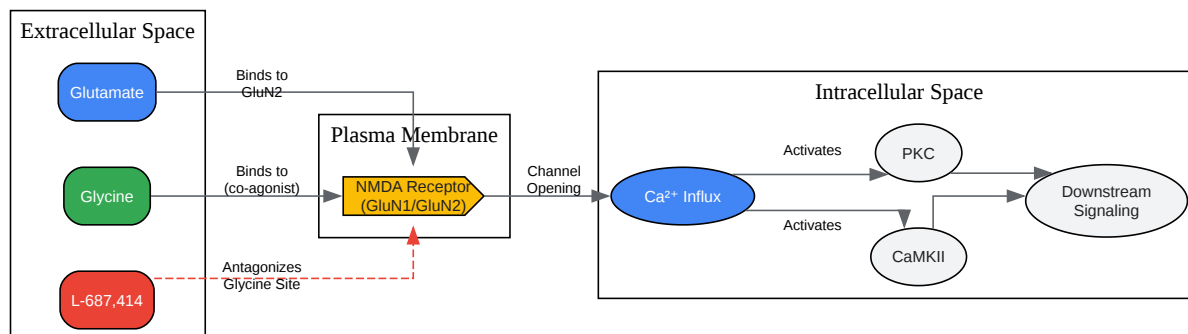 Extracellular Space
Glutamate
Binds to
GluN2
Plasma Membrane
Glycine
Binds to
(co-agonist)
NMDA Receptor
(GluN1/GluN2)
L-687,414
Antagonizes
Glycine Site
Channel
Opening
Intracellular Space
Ca²⁺ Influx
Activates
PKC
Activates
CaMKII
Downstream
Signaling